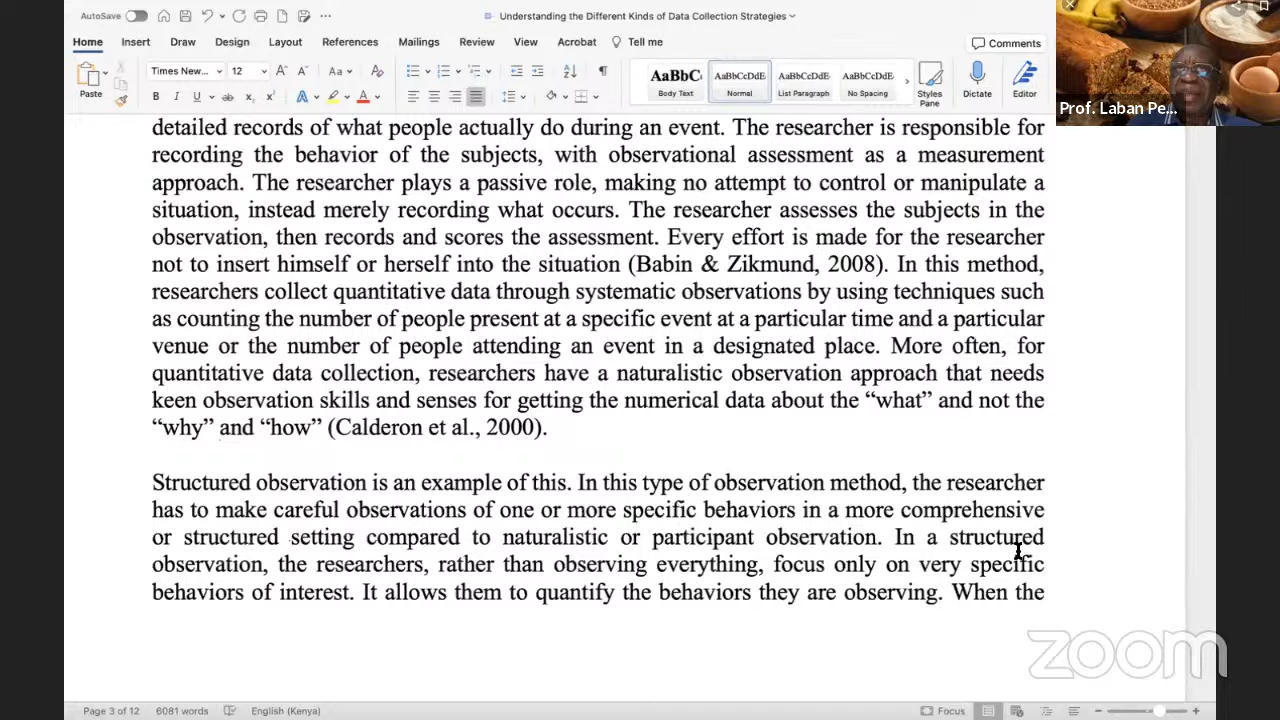 AutoSave
Understanding the Different Kinds of Data Collection Strategies
Home Insert Draw Design Layout References Mailings Review View Acrobat Tell me
Comments
Paste
Times New... 12
Aa
B I U ab x x A A
AaBbC AaBbCcDdE AaBbCcDdE AaBbCcDdE
Body Text Normal List Paragraph No Spacing
Styles Pane
Dictate
Editor
Prof. Laban Pe...
detailed records of what people actually do during an event. The researcher is responsible for
recording the behavior of the subjects, with observational assessment as a measurement
approach. The researcher plays a passive role, making no attempt to control or manipulate a
situation, instead merely recording what occurs. The researcher assesses the subjects in the
observation, then records and scores the assessment. Every effort is made for the researcher
not to insert himself or herself into the situation (Babin & Zikmund, 2008). In this method,
researchers collect quantitative data through systematic observations by using techniques such
as counting the number of people present at a specific event at a particular time and a particular
venue or the number of people attending an event in a designated place. More often, for
quantitative data collection, researchers have a naturalistic observation approach that needs
keen observation skills and senses for getting the numerical data about the “what” and not the
“why” and “how” (Calderon et al., 2000).
Structured observation is an example of this. In this type of observation method, the researcher
has to make careful observations of one or more specific behaviors in a more comprehensive
or structured setting compared to naturalistic or participant observation. In a structured
observation, the researchers, rather than observing everything, focus only on very specific
behaviors of interest. It allows them to quantify the behaviors they are observing. When the
zoom
Page 3 of 12 6081 words English (Kenya) Focus